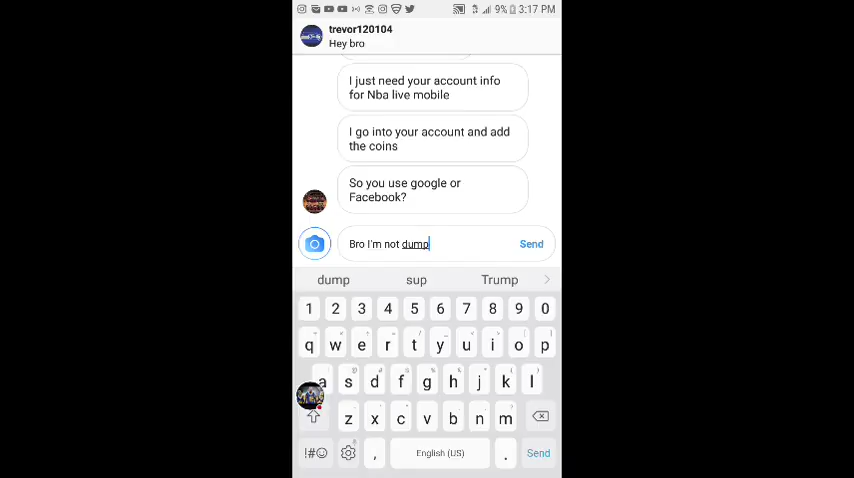 9% 3:17 PM
trevor120104
Hey bro
I just need your account info
for Nba live mobile
I go into your account and add
the coins
So you use google or
Facebook?
Bro I'm not dump
Send
dump sup Trump
1 2 3 4 5 6 7 8 9 0
q w e r t y u i o p
a s d f g h j k l
z x c v b n m
!#☺ , English (US) . Send